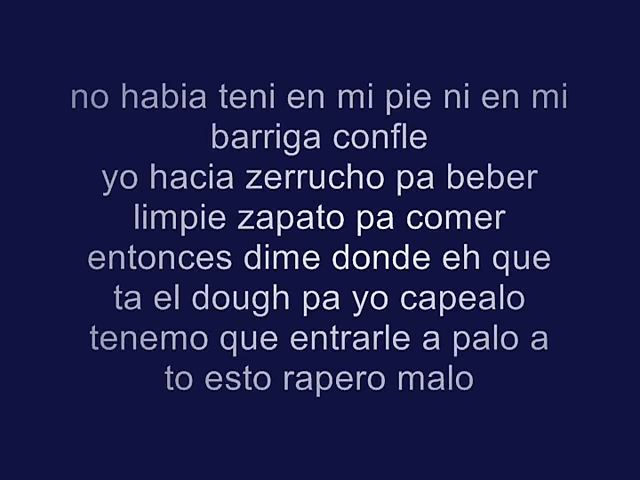 no habia teni en mi pie ni en mi
barriga confle
yo hacia zerrucho pa beber
limpie zapato pa comer
entonces dime donde eh que
ta el dough pa yo capealo
tenemo que entrarle a palo a
to esto rapero malo